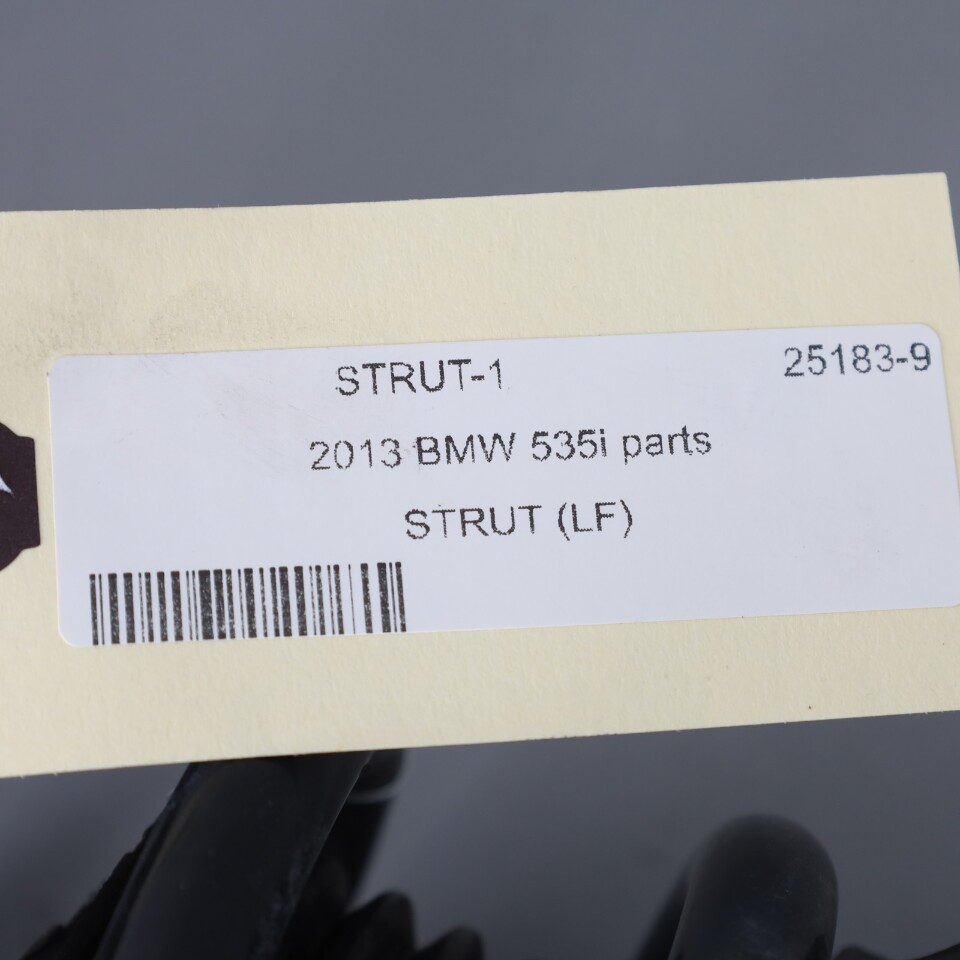 STRUT-1 25183-9
2013 BMW 535i parts
STRUT (LF)